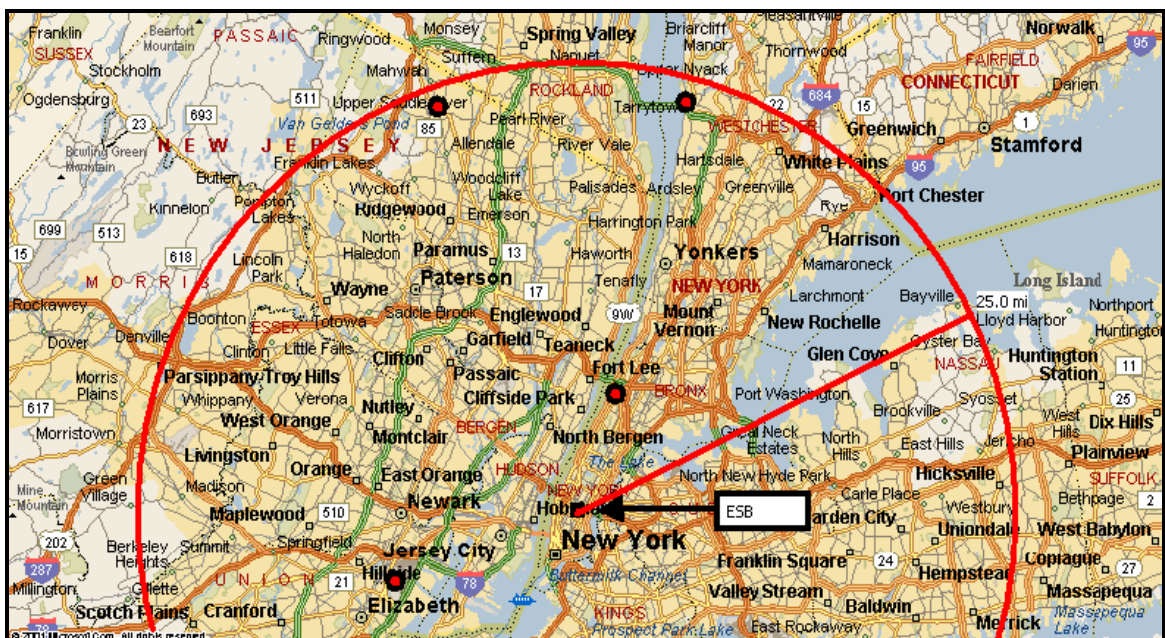 Franklin
SUSSEX
Bearfort
Mountain
PASSAIC
Ringwood
Monsey
Suffern
Spring Valley
Nanuet
Briarcliff
Manor
Thornwood
Norwalk
95
Stockholm
Mahwah
Upper Nyack
FAIRFIELD
CONNECTICUT
Darien
Ogdensburg
693
511
ROCKLAND
Tarrytown
22
684
15
1
23
Van Gelders Pond
85
Pearl River
WESTCHESTER
Greenwich
Stamford
NEW JERSEY
Bowling Green
Mountain
Franklin Lakes
Allendale
River Vale
Hartsdale
White Plains
95
Butler
Wyckoff
Woodcliff
Lake
Palisades
Ardsley
Greenville
Port Chester
Kinnelon
Pompton
Lakes
Ridgewood
Emerson
Harrington Park
Rye
699
513
North
Haledon
Paramus
13
Haworth
Yonkers
Harrison
15
618
Lincoln
Park
Paterson
Tenafly
Mamaroneck
MORRIS
Wayne
17
NEW YORK
Larchmont
Bayville
25.0 mi
Long Island
Northport
Rockaway
Boonton
ESSEX
Totowa
Saddle Brook
Englewood
9W
Mount
Vernon
New Rochelle
Lloyd Harbor
Huntington
Denville
Dover
Clinton
Little Falls
Garfield
Teaneck
Glen Cove
Oyster Bay
NASSAU
Huntington
Station
11
Clifton
Passaic
Fort Lee
Morris
Plains
Parsippany-Troy Hills
Verona
BRONX
Port Washington
Syosset
25
617
Whippany
Nutley
Cliffside Park
Brookville
West
Hills
Dix Hills
Morristown
West Orange
Montclair
BERGEN
North Bergen
Great Neck
Estates
North
Hills
East Hills
Jericho
Plainview
Livingston
Orange
East Orange
HUDSON
The Lake
North New Hyde Park
Hicksville
SUFFOLK
Green
Village
Madison
Newark
NEW YORK
Carle Place
Westbury
Bethpage
2
Mine
Mountain
Maplewood
510
ESB
Garden City
Uniondale
West Babylon
202
Berkeley
Heights
Summit
Springfield
Jersey City
New York
Franklin Square
24
Copiague
27
287
Millington
Gillette
UNION
21
Hillside
78
Buttermilk Channel
Hempstead
Massapequa
Scotch Plains
Cranford
Elizabeth
KINGS
Valley Stream
Baldwin
Merrick
Massapequa
Lake
Prospect Park Lake
East Rockaway
78